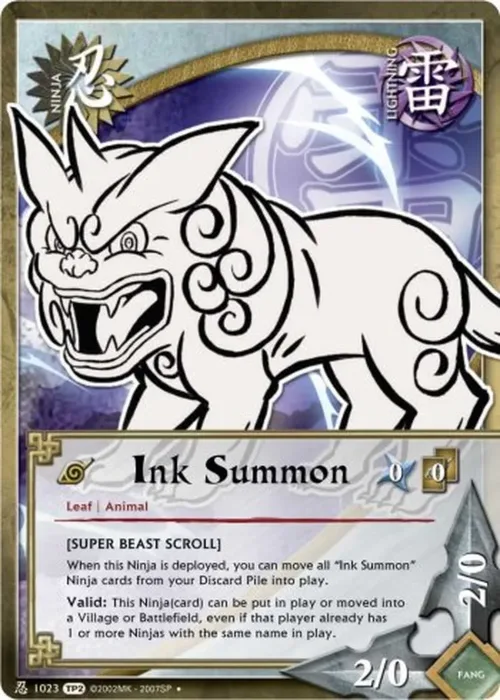 NINJA 忍
LIGHTNING 雷
Ink Summon 0 0
Leaf | Animal
[SUPER BEAST SCROLL]
When this Ninja is deployed, you can move all "Ink Summon"
Ninja cards from your Discard Pile into play.
Valid: This Ninja(card) can be put in play or moved into
a Village or Battlefield, even if that player already has
1 or more Ninjas with the same name in play.
2/0
2/0
FANG
忍 1023 TP2 ©2002MK - 2007SP •